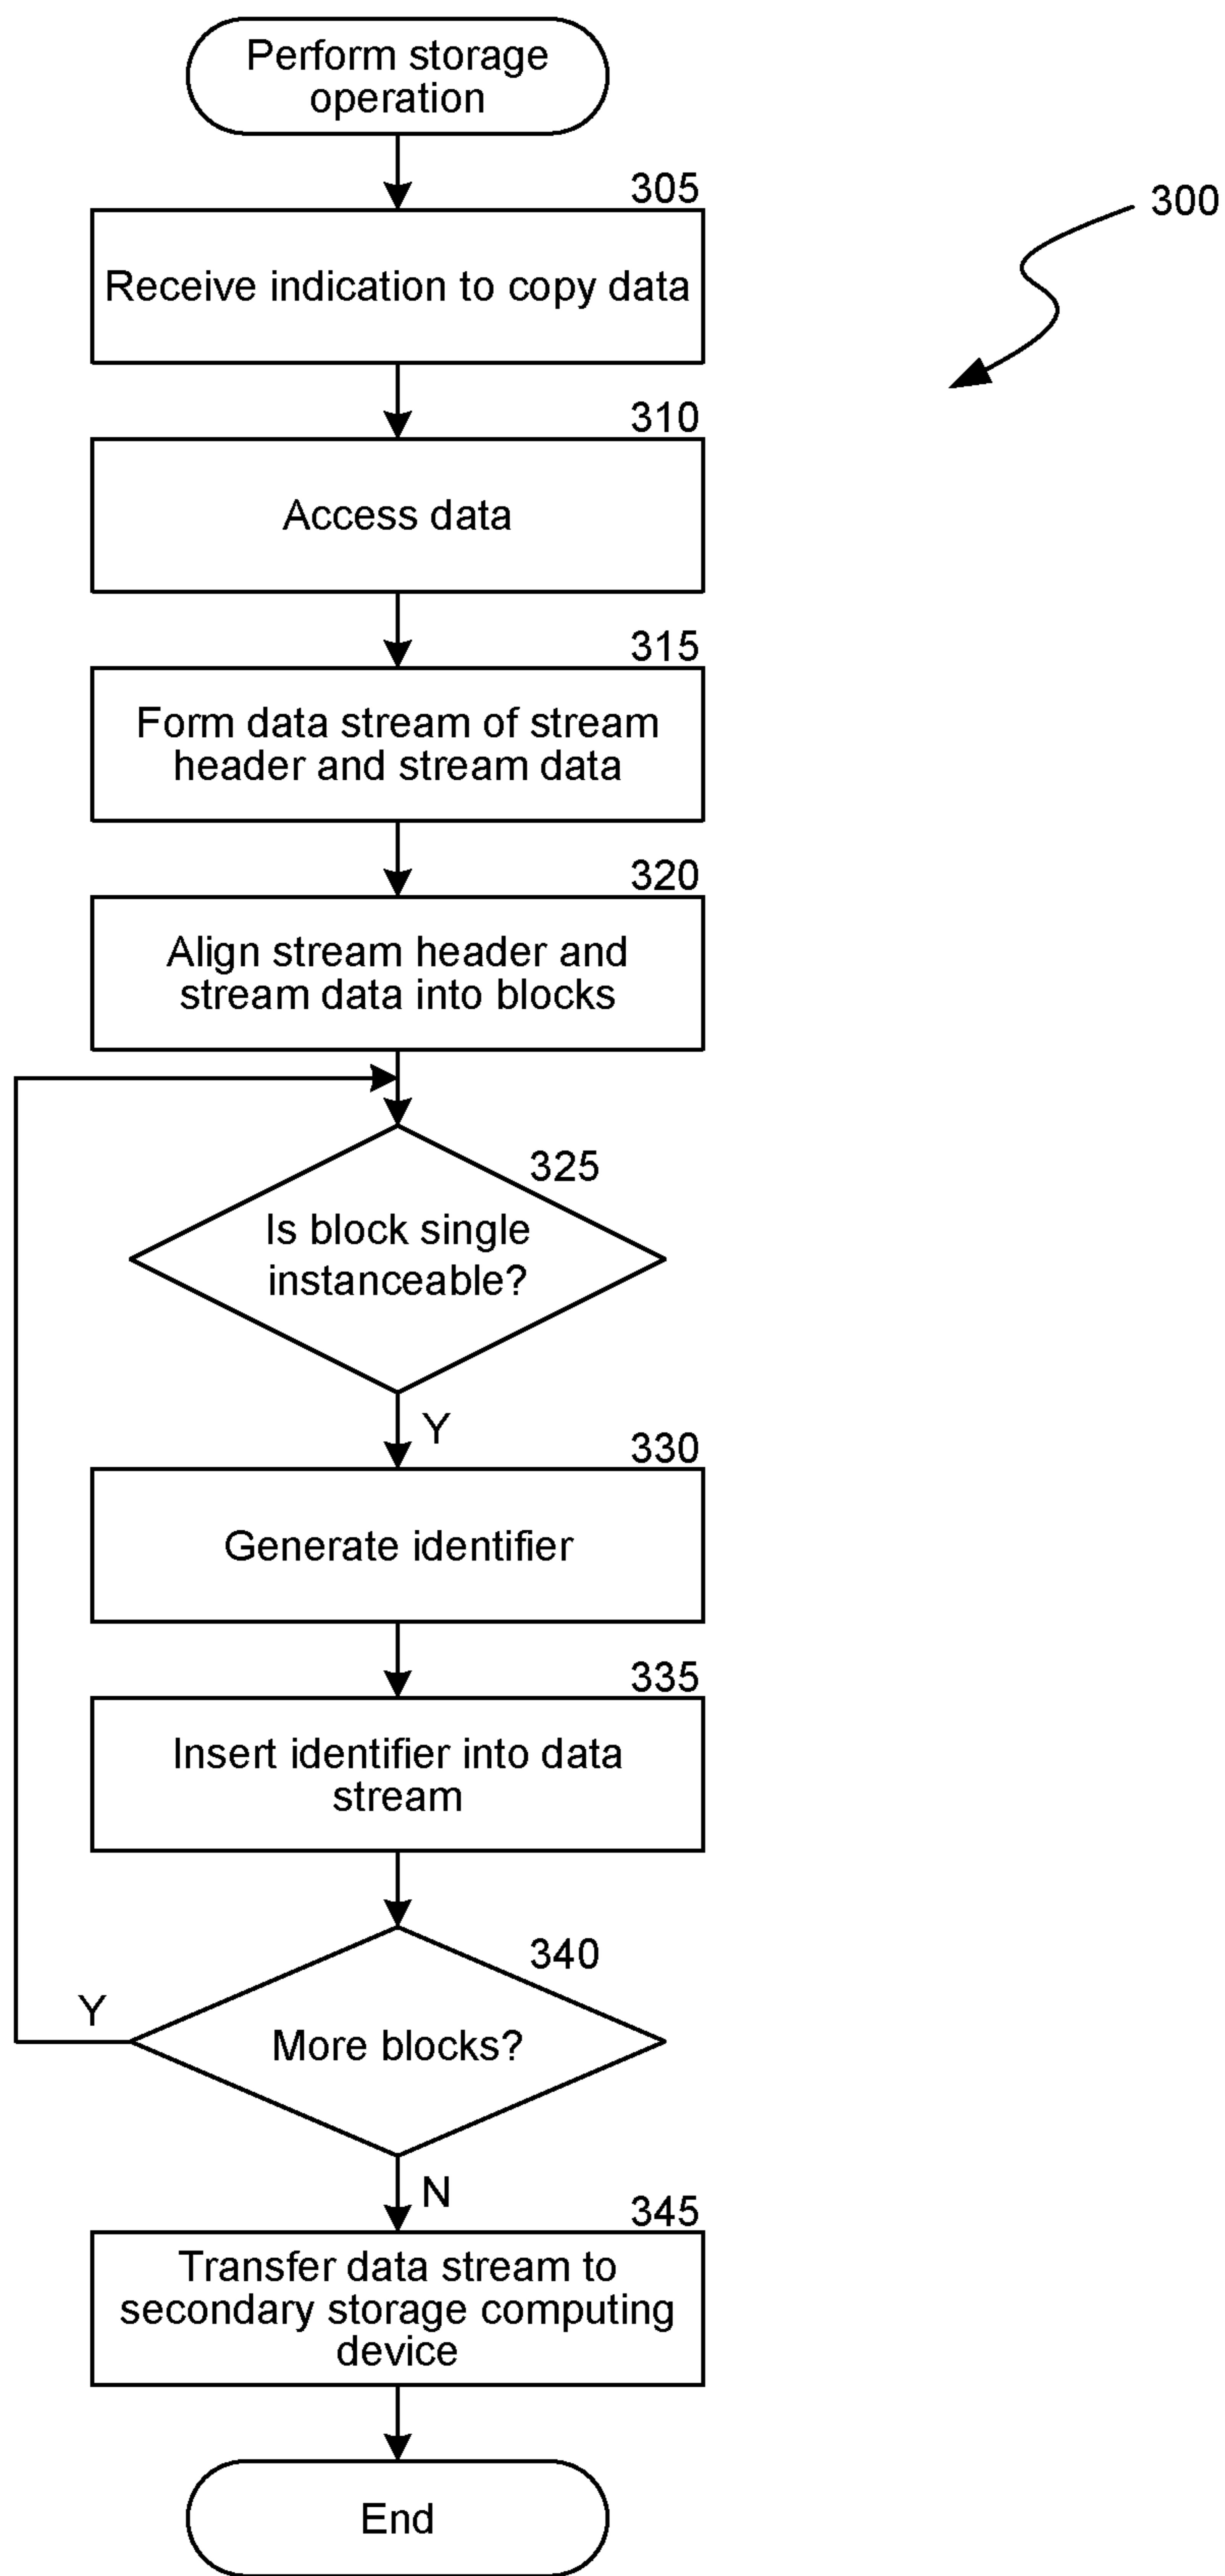 Perform storage
operation
305
300
Receive indication to copy data
310
Access data
315
Form data stream of stream
header and stream data
320
Align stream header and
stream data into blocks
325
Is block single
instanceable?
Y
330
Generate identifier
335
Insert identifier into data
stream
340
Y
More blocks?
N
345
Transfer data stream to
secondary storage computing
device
End